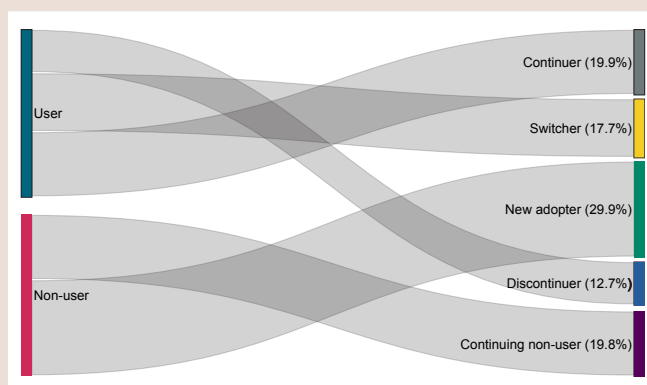 User
Non-user
Continuer (19.9%)
Switcher (17.7%)
New adopter (29.9%)
Discontinuer (12.7%)
Continuing non-user (19.8%)